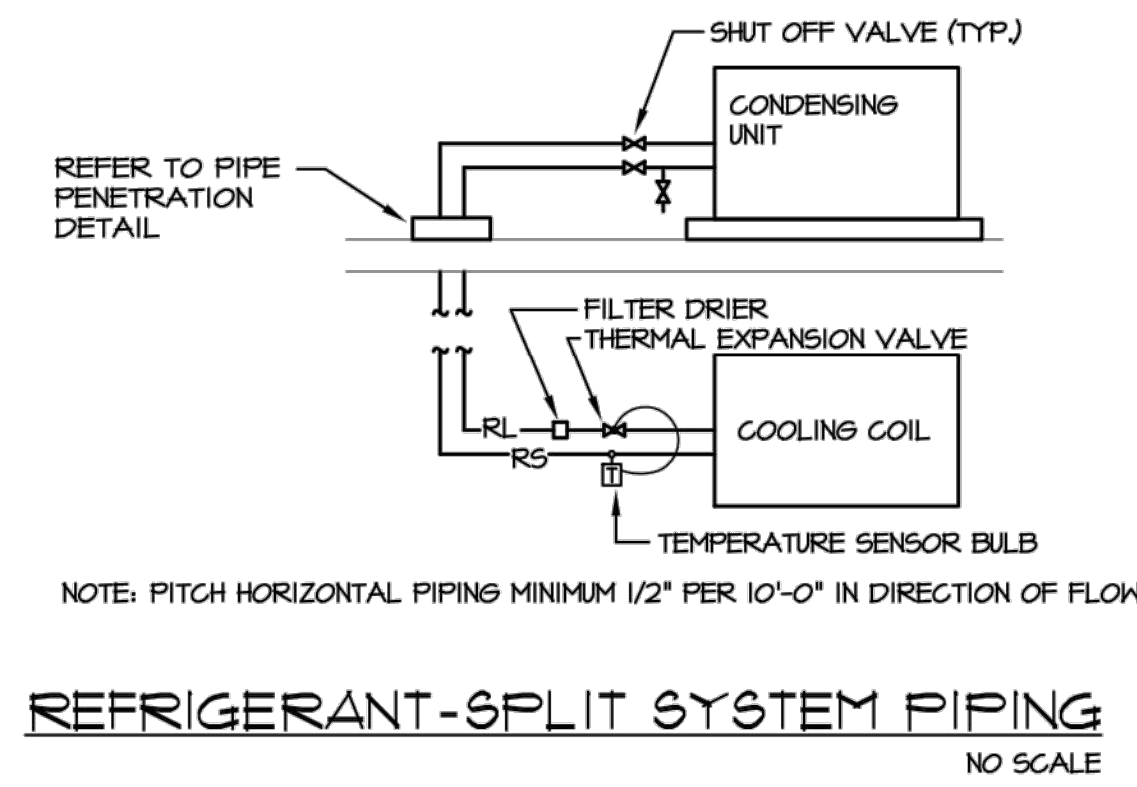 SHUT OFF VALVE (TYP.)
CONDENSING
UNIT
REFER TO PIPE
PENETRATION
DETAIL
FILTER DRIER
THERMAL EXPANSION VALVE
RL
COOLING COIL
RS
T
TEMPERATURE SENSOR BULB
NOTE: PITCH HORIZONTAL PIPING MINIMUM 1/2" PER 10'-0" IN DIRECTION OF FLOW
REFRIGERANT-SPLIT SYSTEM PIPING
NO SCALE